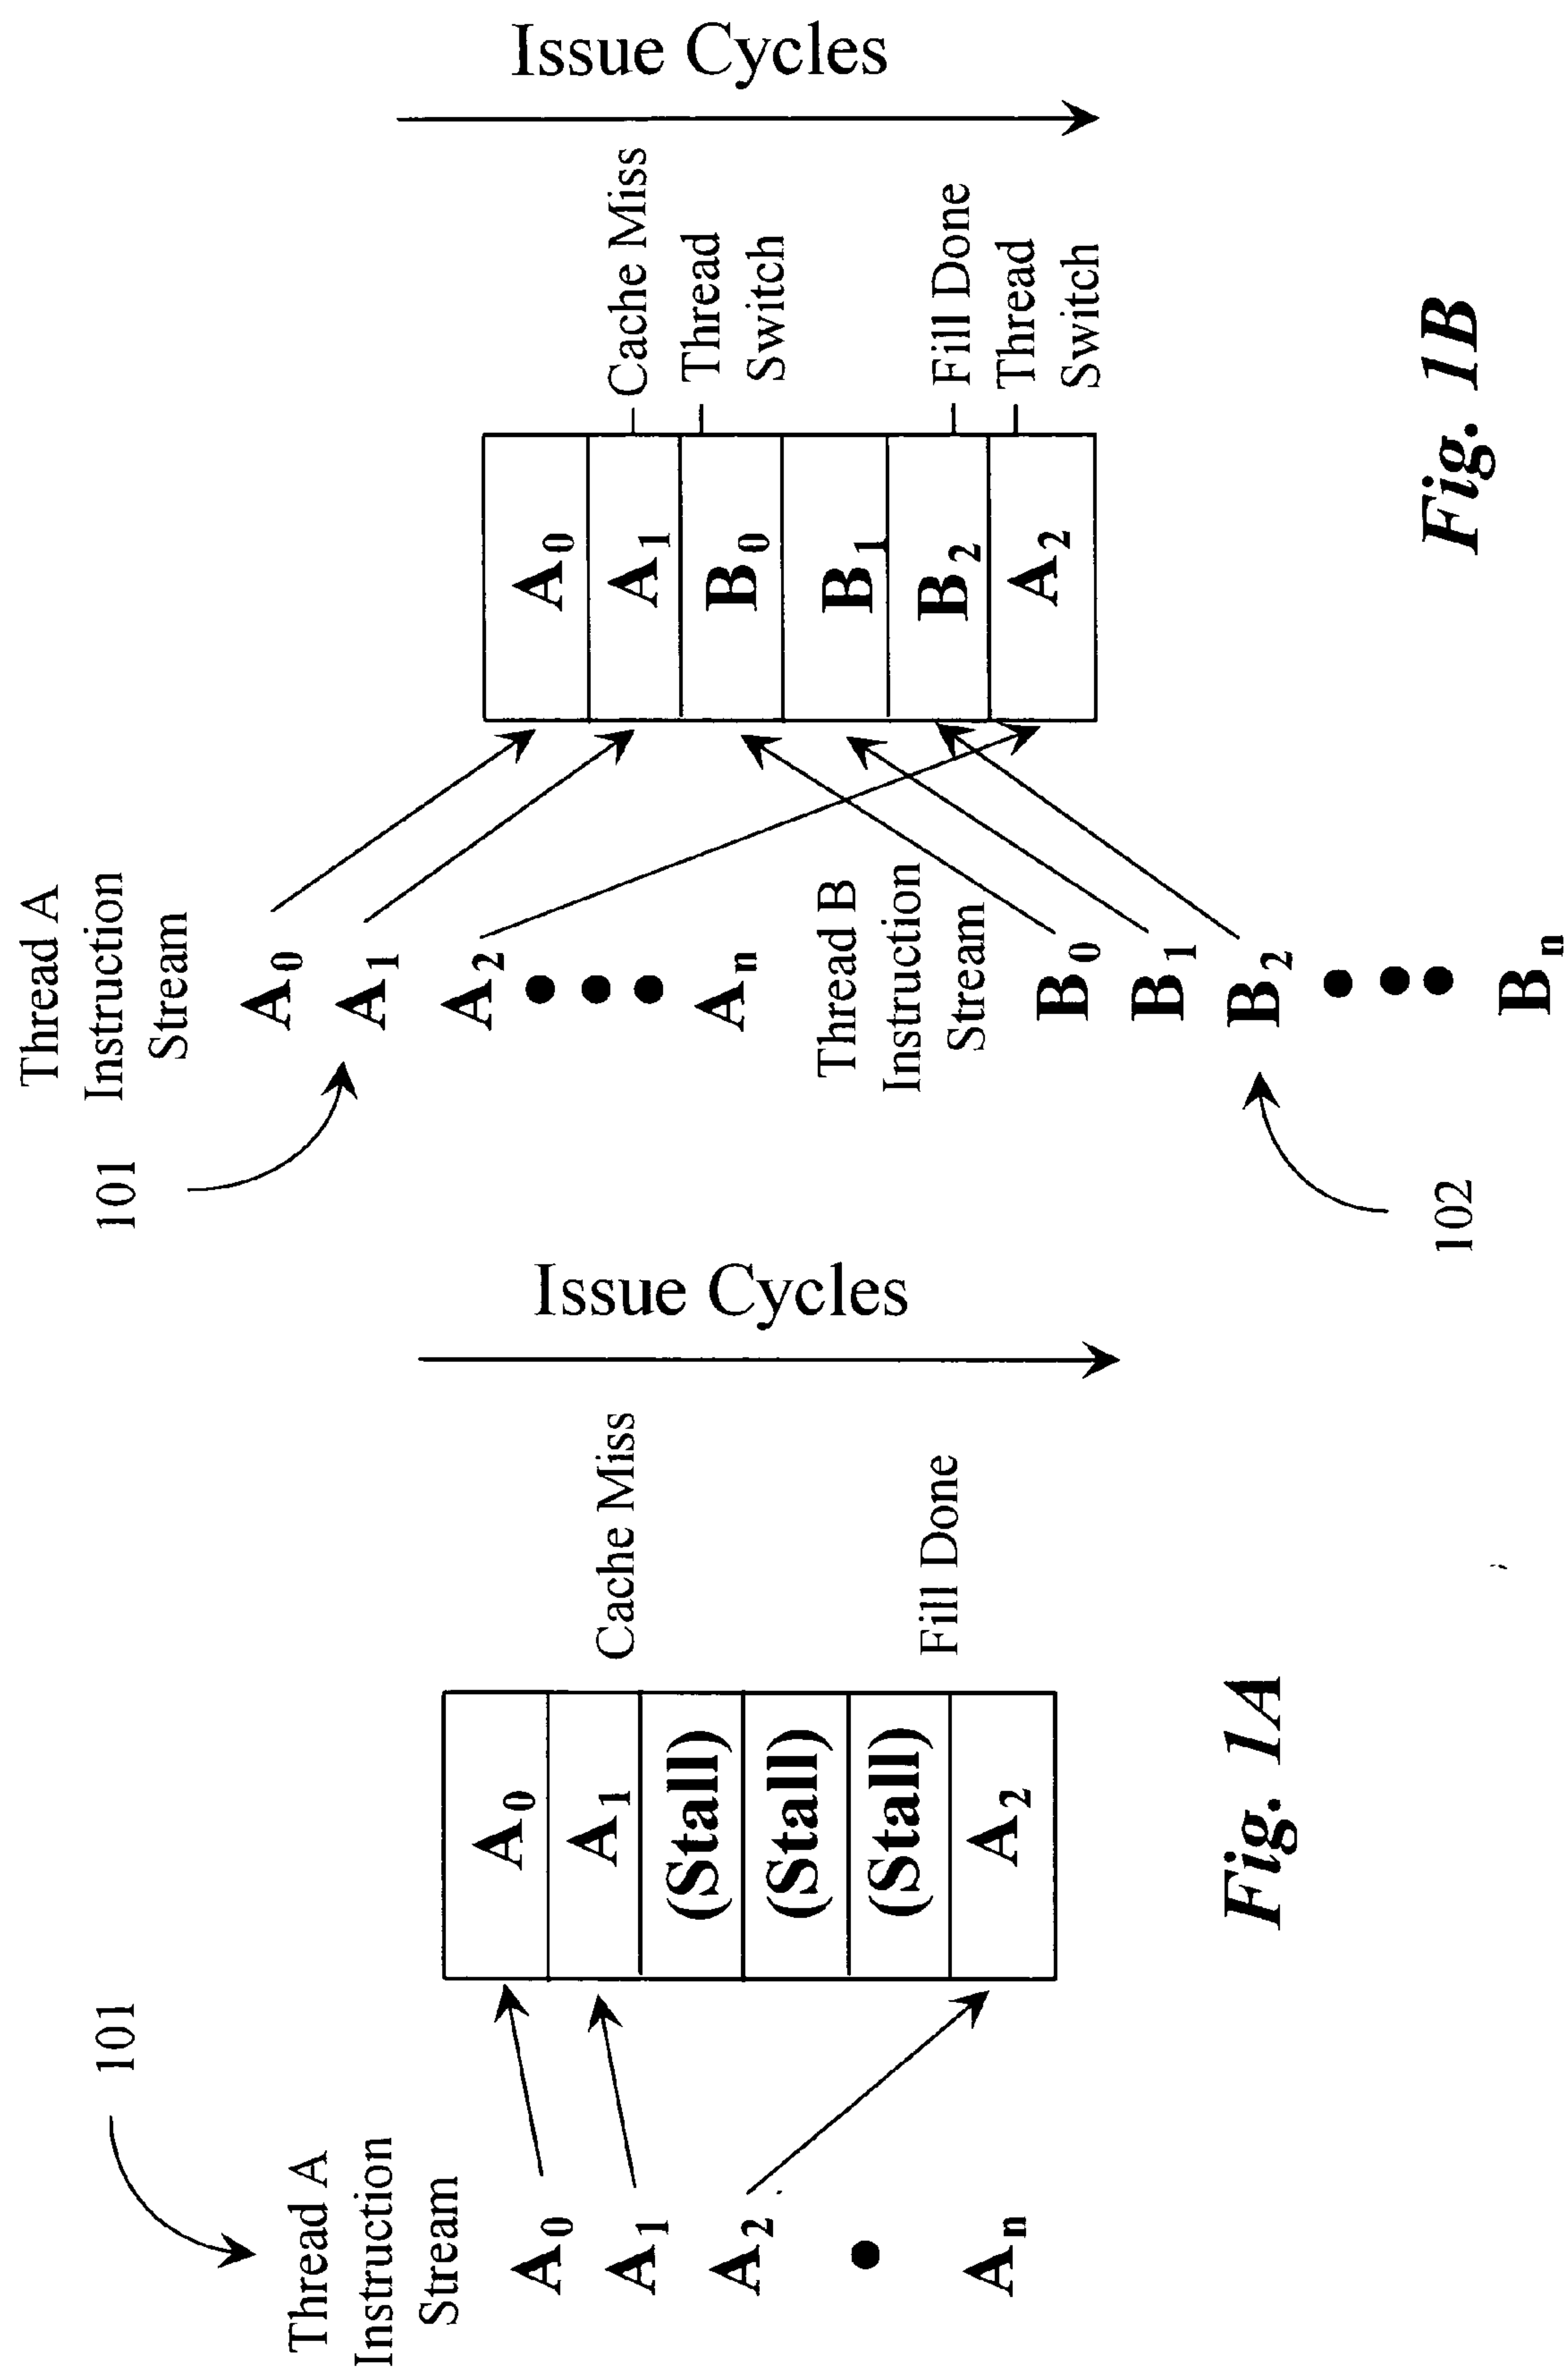 101
Thread A
Instruction
Stream
A0
A1
A2
An
A0
A1
(Stall)
(Stall)
(Stall)
A2
Cache Miss
Fill Done
Issue Cycles
Fig. 1A
101
Thread A
Instruction
Stream
A0
A1
A2
An
Thread B
Instruction
Stream
B0
B1
B2
Bn
102
A0
A1
B0
B1
B2
A2
Cache Miss
Thread
Switch
Fill Done
Thread
Switch
Issue Cycles
Fig. 1B